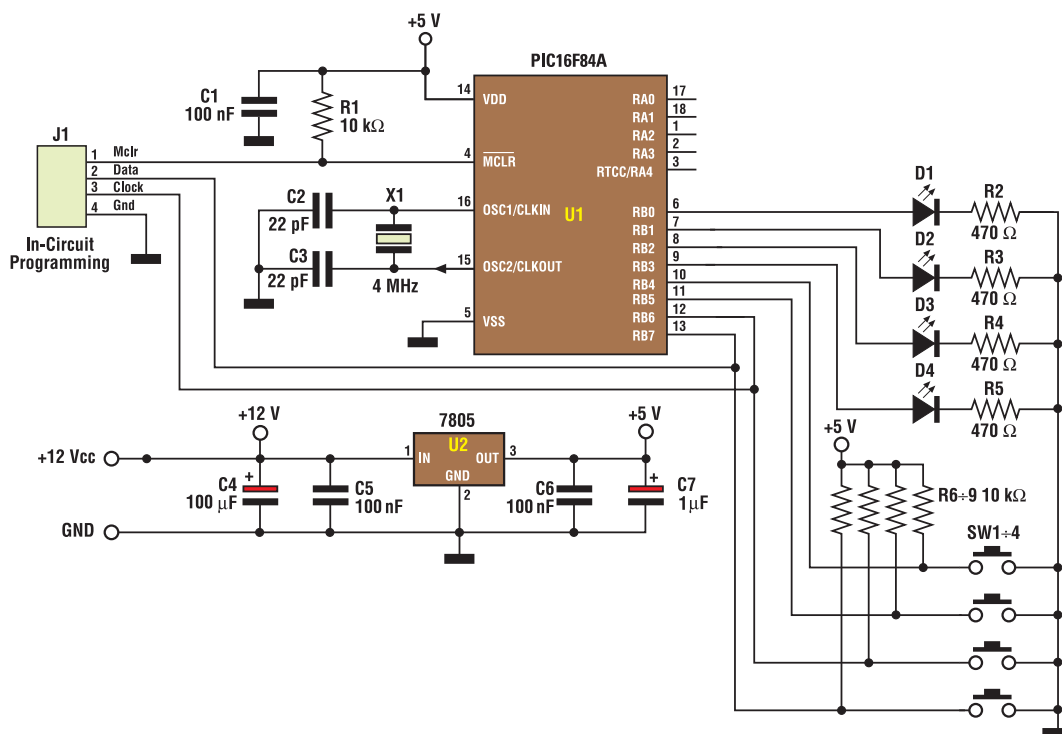 +5 V
PIC16F84A
C1
100 nF
R1
10 kΩ
14
VDD
RA0
17
RA1
18
RA2
1
RA3
2
RTCC/RA4
3
J1
1 Mclr
2 Data
3 Clock
4 Gnd
In-Circuit
Programming
4
MCLR
C2
22 pF
X1
16
OSC1/CLKIN
U1
C3
22 pF
4 MHz
15
OSC2/CLKOUT
5
VSS
RB0
6
RB1
7
RB2
8
RB3
9
RB4
10
RB5
11
RB6
12
RB7
13
D1
R2
470 Ω
D2
R3
470 Ω
D3
R4
470 Ω
D4
R5
470 Ω
+12 V
7805
+5 V
+12 Vcc
1
IN
U2
OUT
3
GND
2
C4
+
100 µF
C5
100 nF
C6
100 nF
+
C7
1µF
GND
+5 V
R6÷9 10 kΩ
SW1÷4